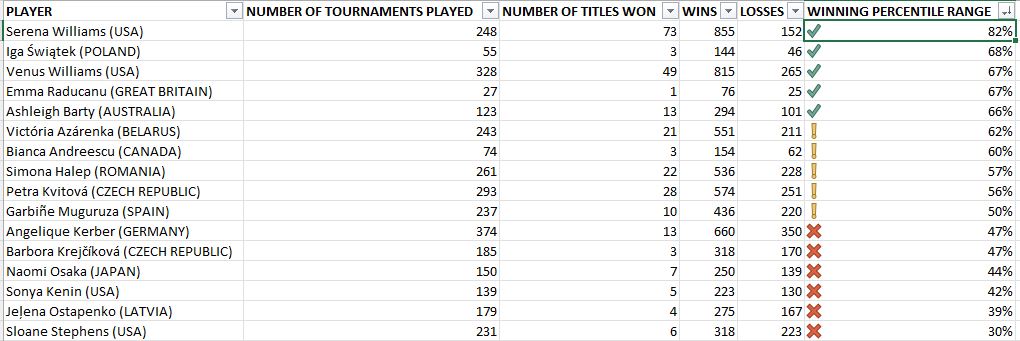 PLAYER NUMBER OF TOURNAMENTS PLAYED NUMBER OF TITLES WON WINS LOSSES WINNING PERCENTILE RANGE
Serena Williams (USA) 248 73 855 152 82%
Iga Świątek (POLAND) 55 3 144 46 68%
Venus Williams (USA) 328 49 815 265 67%
Emma Raducanu (GREAT BRITAIN) 27 1 76 25 67%
Ashleigh Barty (AUSTRALIA) 123 13 294 101 66%
Victória Azárenka (BELARUS) 243 21 551 211 62%
Bianca Andreescu (CANADA) 74 3 154 62 60%
Simona Halep (ROMANIA) 261 22 536 228 57%
Petra Kvitová (CZECH REPUBLIC) 293 28 574 251 56%
Garbiñe Muguruza (SPAIN) 237 10 436 220 50%
Angelique Kerber (GERMANY) 374 13 660 350 47%
Barbora Krejčíková (CZECH REPUBLIC) 185 3 318 170 47%
Naomi Osaka (JAPAN) 150 7 250 139 44%
Sonya Kenin (USA) 139 5 223 130 42%
Jeļena Ostapenko (LATVIA) 179 4 275 167 39%
Sloane Stephens (USA) 231 6 318 223 30%